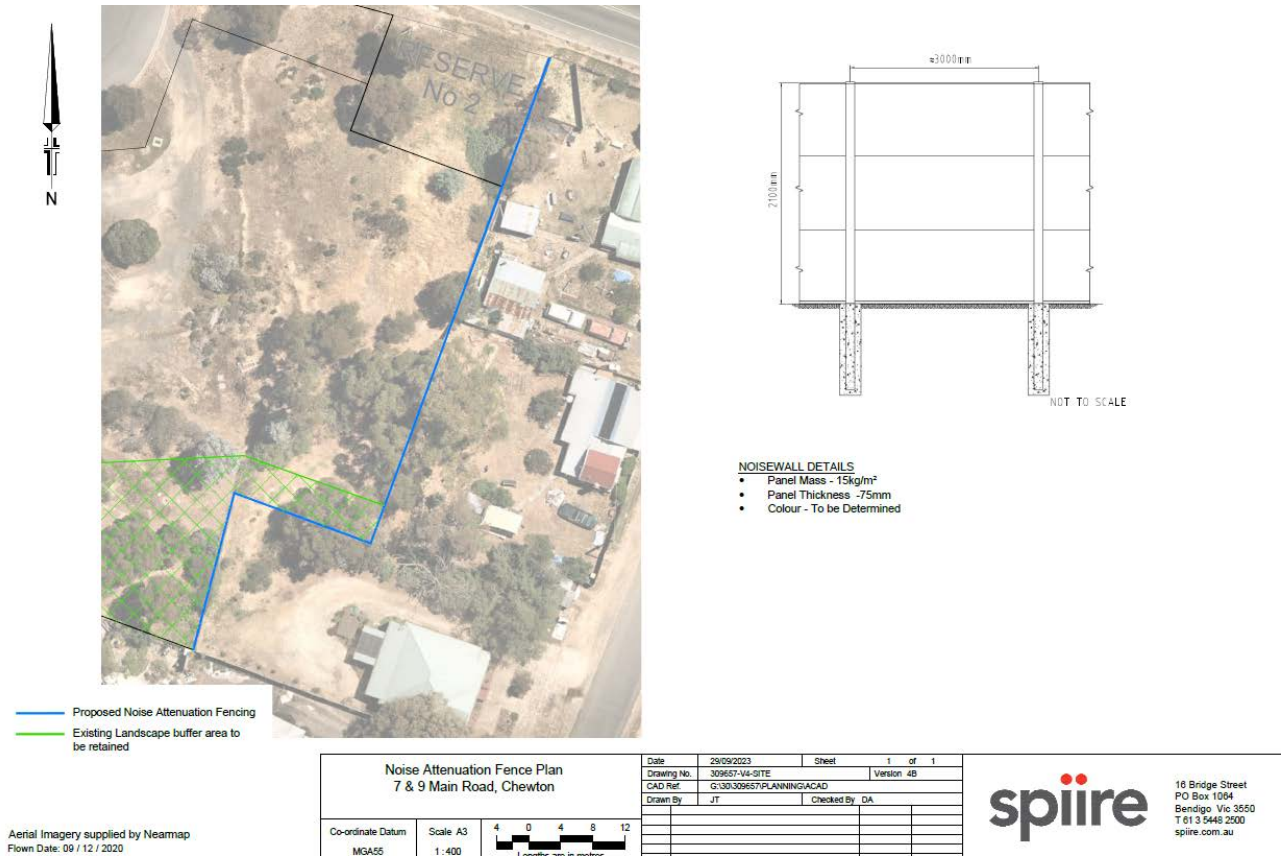 N
RESERVE
No 2
≈3000mm
2100mm
NOT TO SCALE
NOISEWALL DETAILS
• Panel Mass - 15kg/m²
• Panel Thickness -75mm
• Colour - To be Determined
Proposed Noise Attenuation Fencing
Existing Landscape buffer area to
be retained
Aerial Imagery supplied by Nearmap
Flown Date: 09 / 12 / 2020
Noise Attenuation Fence Plan
7 & 9 Main Road, Chewton
Co-ordinate Datum
MGA55
Scale A3
1 : 400
4 0 4 8 12
Lengths are in metres
Date 29/09/2023 Sheet 1 of 1
Drawing No. 309657-V4-SITE Version 4B
CAD Ref. G:\30\309657\PLANNING\ACAD
Drawn By JT Checked By DA
spiire
16 Bridge Street
PO Box 1064
Bendigo Vic 3550
T 61 3 5448 2500
spiire.com.au